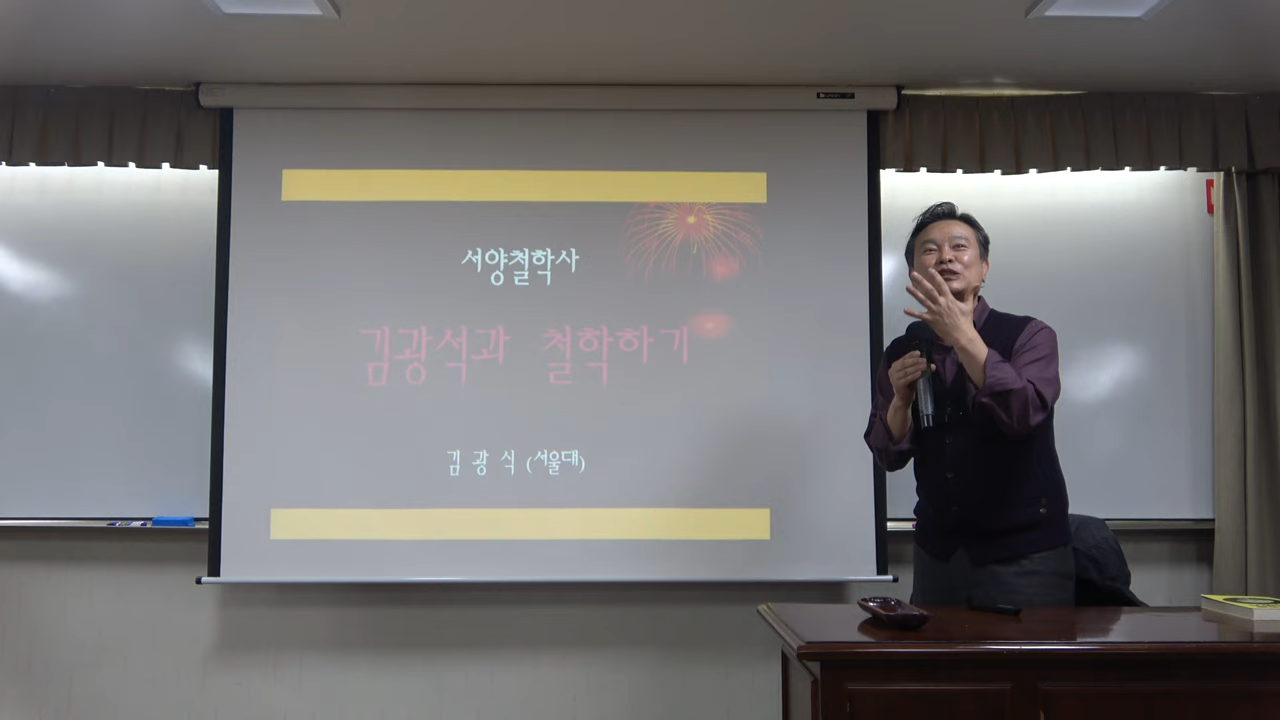 서양철학사
김광석과 철학하기
김 광 식 (서울대)